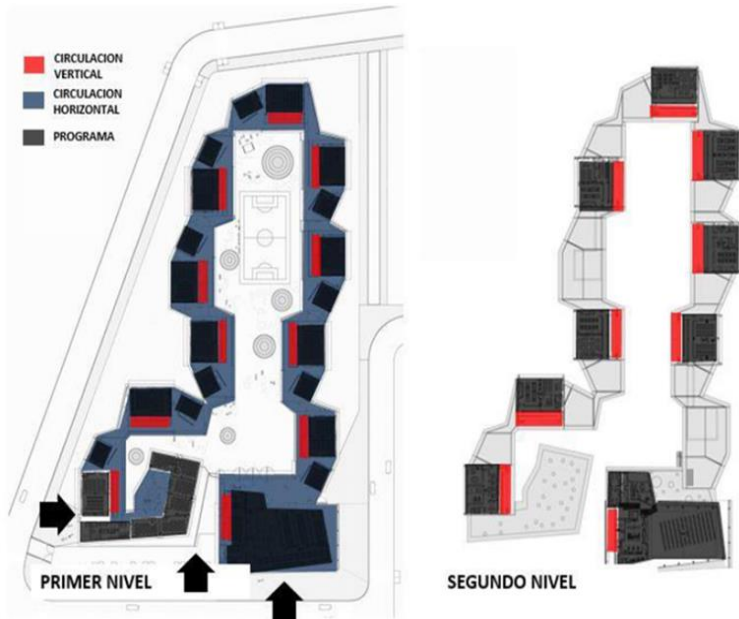 CIRCULACION
VERTICAL
CIRCULACION
HORIZONTAL
PROGRAMA
PRIMER NIVEL
SEGUNDO NIVEL